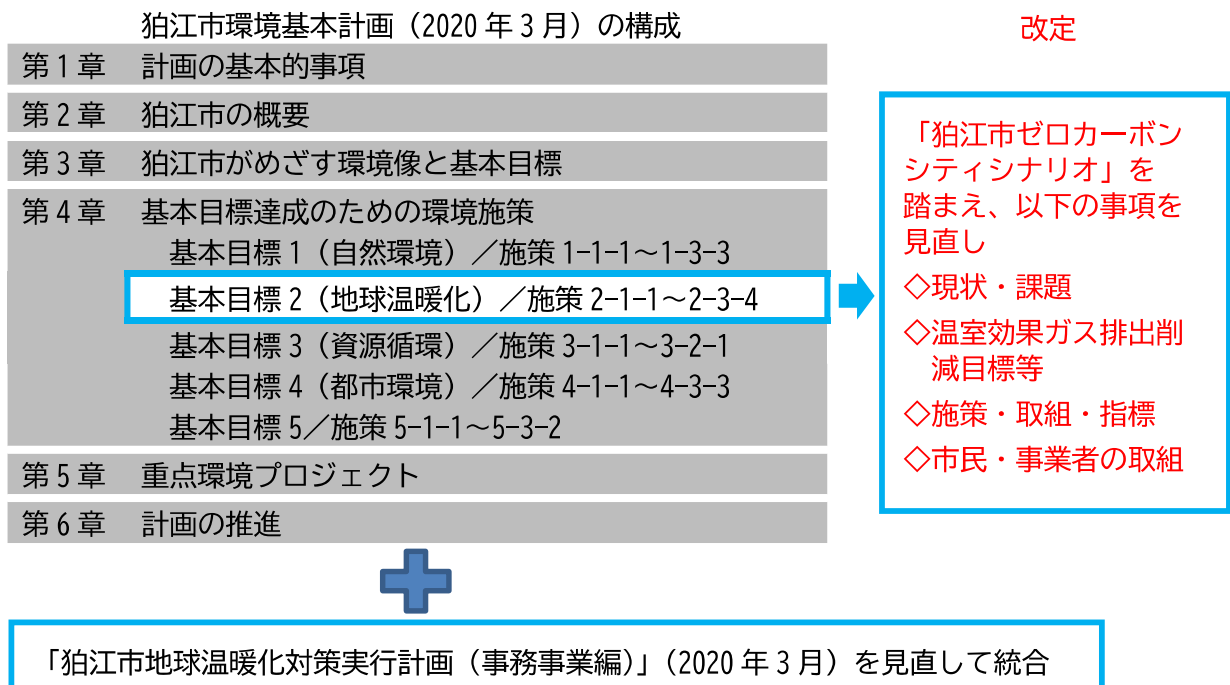 狛江市環境基本計画（2020年3月）の構成
第1章　計画の基本的事項
第2章　狛江市の概要
第3章　狛江市がめざす環境像と基本目標
第4章　基本目標達成のための環境施策
基本目標1（自然環境）／施策1-1-1～1-3-3
基本目標2（地球温暖化）／施策2-1-1～2-3-4
基本目標3（資源循環）／施策3-1-1～3-2-1
基本目標4（都市環境）／施策4-1-1～4-3-3
基本目標5／施策5-1-1～5-3-2
第5章　重点環境プロジェクト
第6章　計画の推進
改定
「狛江市ゼロカーボン
シティシナリオ」を
踏まえ、以下の事項を
見直し
◇現状・課題
◇温室効果ガス排出削
減目標等
◇施策・取組・指標
◇市民・事業者の取組
「狛江市地球温暖化対策実行計画（事務事業編）」（2020年3月）を見直して統合